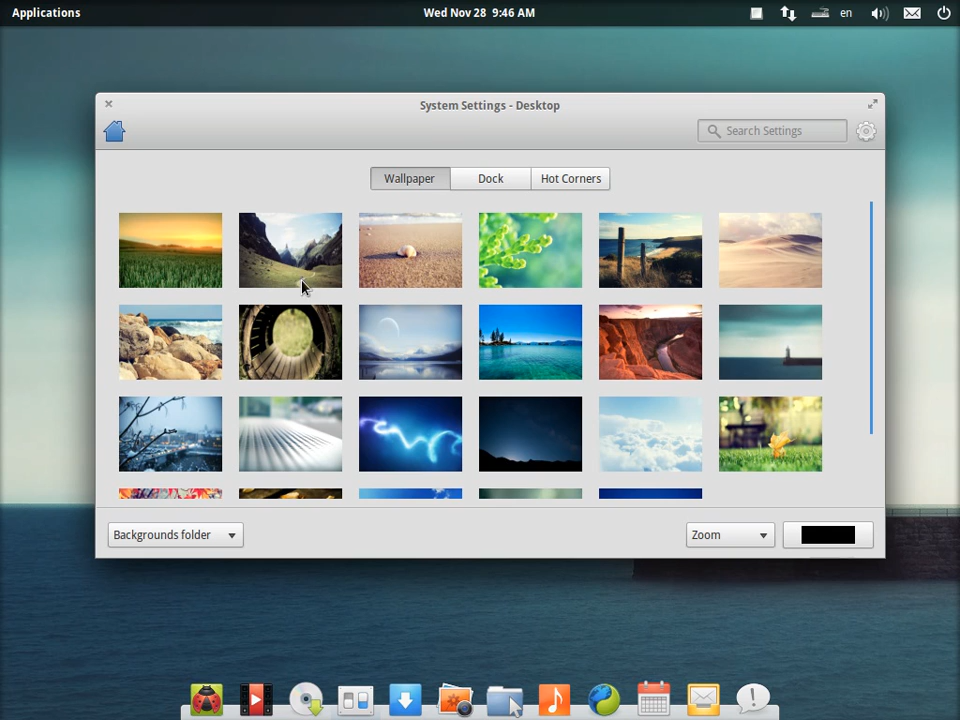 Applications
Wed Nov 28 9:46 AM
en
System Settings - Desktop
Search Settings
Wallpaper
Dock
Hot Corners
Backgrounds folder
Zoom